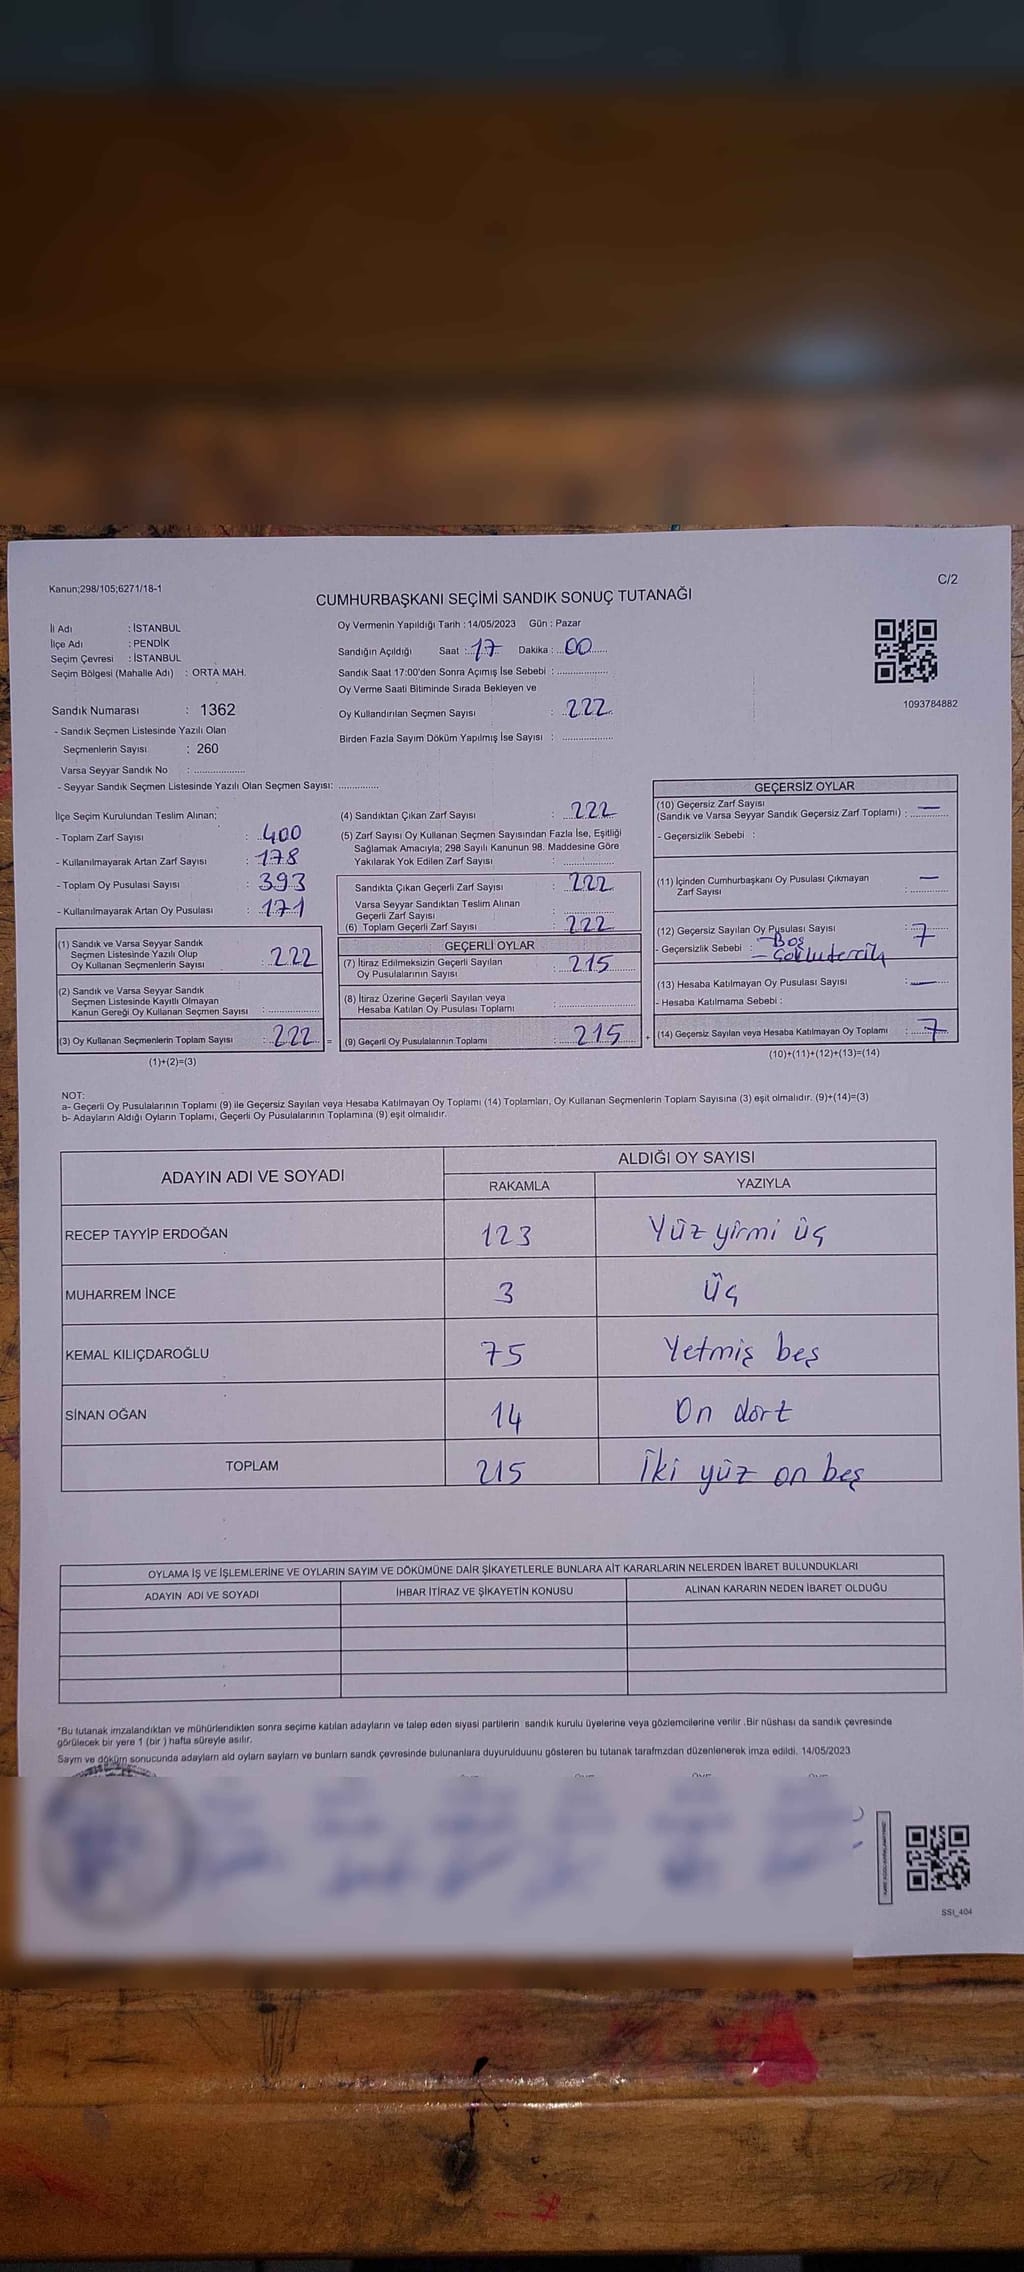 Kanun;298/105;6271/18-1
C/2
CUMHURBAŞKANI SEÇİMİ SANDIK SONUÇ TUTANAĞI
İl Adı : İSTANBUL
İlçe Adı : PENDİK
Seçim Çevresi : İSTANBUL
Seçim Bölgesi (Mahalle Adı) : ORTA MAH.
Oy Vermenin Yapıldığı Tarih : 14/05/2023 Gün : Pazar
Sandığın Açıldığı Saat : 17 Dakika : 00
Sandık Saat 17:00'den Sonra Açımış İse Sebebi :
Oy Verme Saati Bitiminde Sırada Bekleyen ve
Oy Kullandırılan Seçmen Sayısı : 222
Birden Fazla Sayım Döküm Yapılmış İse Sayısı :
1093784882
Sandık Numarası : 1362
- Sandık Seçmen Listesinde Yazılı Olan
Seçmenlerin Sayısı : 260
Varsa Seyyar Sandık No :
- Seyyar Sandık Seçmen Listesinde Yazılı Olan Seçmen Sayısı:
İlçe Seçim Kurulundan Teslim Alınan;
- Toplam Zarf Sayısı : 400
- Kullanılmayarak Artan Zarf Sayısı : 178
- Toplam Oy Pusulası Sayısı : 393
- Kullanılmayarak Artan Oy Pusulası : 171
(1) Sandık ve Varsa Seyyar Sandık
Seçmen Listesinde Yazılı Olup
Oy Kullanan Seçmenlerin Sayısı : 222
(2) Sandık ve Varsa Seyyar Sandık
Seçmen Listesinde Kayıtlı Olmayan
Kanun Gereği Oy Kullanan Seçmen Sayısı :
(3) Oy Kullanan Seçmenlerin Toplam Sayısı : 222 =
(1)+(2)=(3)
(4) Sandıktan Çıkan Zarf Sayısı : 222
(5) Zarf Sayısı Oy Kullanan Seçmen Sayısından Fazla İse, Eşitliği
Sağlamak Amacıyla; 298 Sayılı Kanunun 98. Maddesine Göre
Yakılarak Yok Edilen Zarf Sayısı :
Sandıkta Çıkan Geçerli Zarf Sayısı : 222
Varsa Seyyar Sandıktan Teslim Alınan
Geçerli Zarf Sayısı :
(6) Toplam Geçerli Zarf Sayısı : 222
GEÇERLİ OYLAR
(7) İtiraz Edilmeksizin Geçerli Sayılan
Oy Pusulalarının Sayısı : 215
(8) İtiraz Üzerine Geçerli Sayılan veya
Hesaba Katılan Oy Pusulası Toplamı :
(9) Geçerli Oy Pusulalarının Toplamı : 215 +
GEÇERSİZ OYLAR
(10) Geçersiz Zarf Sayısı
(Sandık ve Varsa Seyyar Sandık Geçersiz Zarf Toplamı) : —
- Geçersizlik Sebebi :
(11) İçinden Cumhurbaşkanı Oy Pusulası Çıkmayan
Zarf Sayısı : —
(12) Geçersiz Sayılan Oy Pusulası Sayısı : 7
- Geçersizlik Sebebi : - Boş
(13) Hesaba Katılmayan Oy Pusulası Sayısı : —
- Hesaba Katılmama Sebebi :
(14) Geçersiz Sayılan veya Hesaba Katılmayan Oy Toplamı : 7
(10)+(11)+(12)+(13)=(14)
NOT:
a- Geçerli Oy Pusulalarının Toplamı (9) ile Geçersiz Sayılan veya Hesaba Katılmayan Oy Toplamı (14) Toplamları, Oy Kullanan Seçmenlerin Toplam Sayısına (3) eşit olmalıdır. (9)+(14)=(3)
b- Adayların Aldığı Oyların Toplamı, Geçerli Oy Pusulalarının Toplamına (9) eşit olmalıdır.
ADAYIN ADI VE SOYADI ALDIĞI OY SAYISI
RAKAMLA YAZIYLA
RECEP TAYYİP ERDOĞAN 123 Yüz yirmi üç
MUHARREM İNCE 3 Üç
KEMAL KILIÇDAROĞLU 75 Yetmiş beş
SİNAN OĞAN 14 On dört
TOPLAM 215 İki yüz on beş
OYLAMA İŞ VE İŞLEMLERİNE VE OYLARIN SAYIM VE DÖKÜMÜNE DAİR ŞİKAYETLERLE BUNLARA AİT KARARLARIN NELERDEN İBARET BULUNDUKLARI
ADAYIN ADI VE SOYADI İHBAR İTİRAZ VE ŞİKAYETİN KONUSU ALINAN KARARIN NEDEN İBARET OLDUĞU
*Bu tutanak imzalandıktan ve mühürlendikten sonra seçime katılan adayların ve talep eden siyasi partilerin sandık kurulu üyelerine veya gözlemcilerine verilir .Bir nüshası da sandık çevresinde
görülecek bir yere 1 (bir ) hafta süreyle asılır.
Sayım ve döküm sonucunda adayların ald oyların sayları ve bunların sandk çevresinde bulunanlara duyurulduunu gösteren bu tutanak tarafmzdan düzenlenerek imza edildi. 14/05/2023
SSI_404